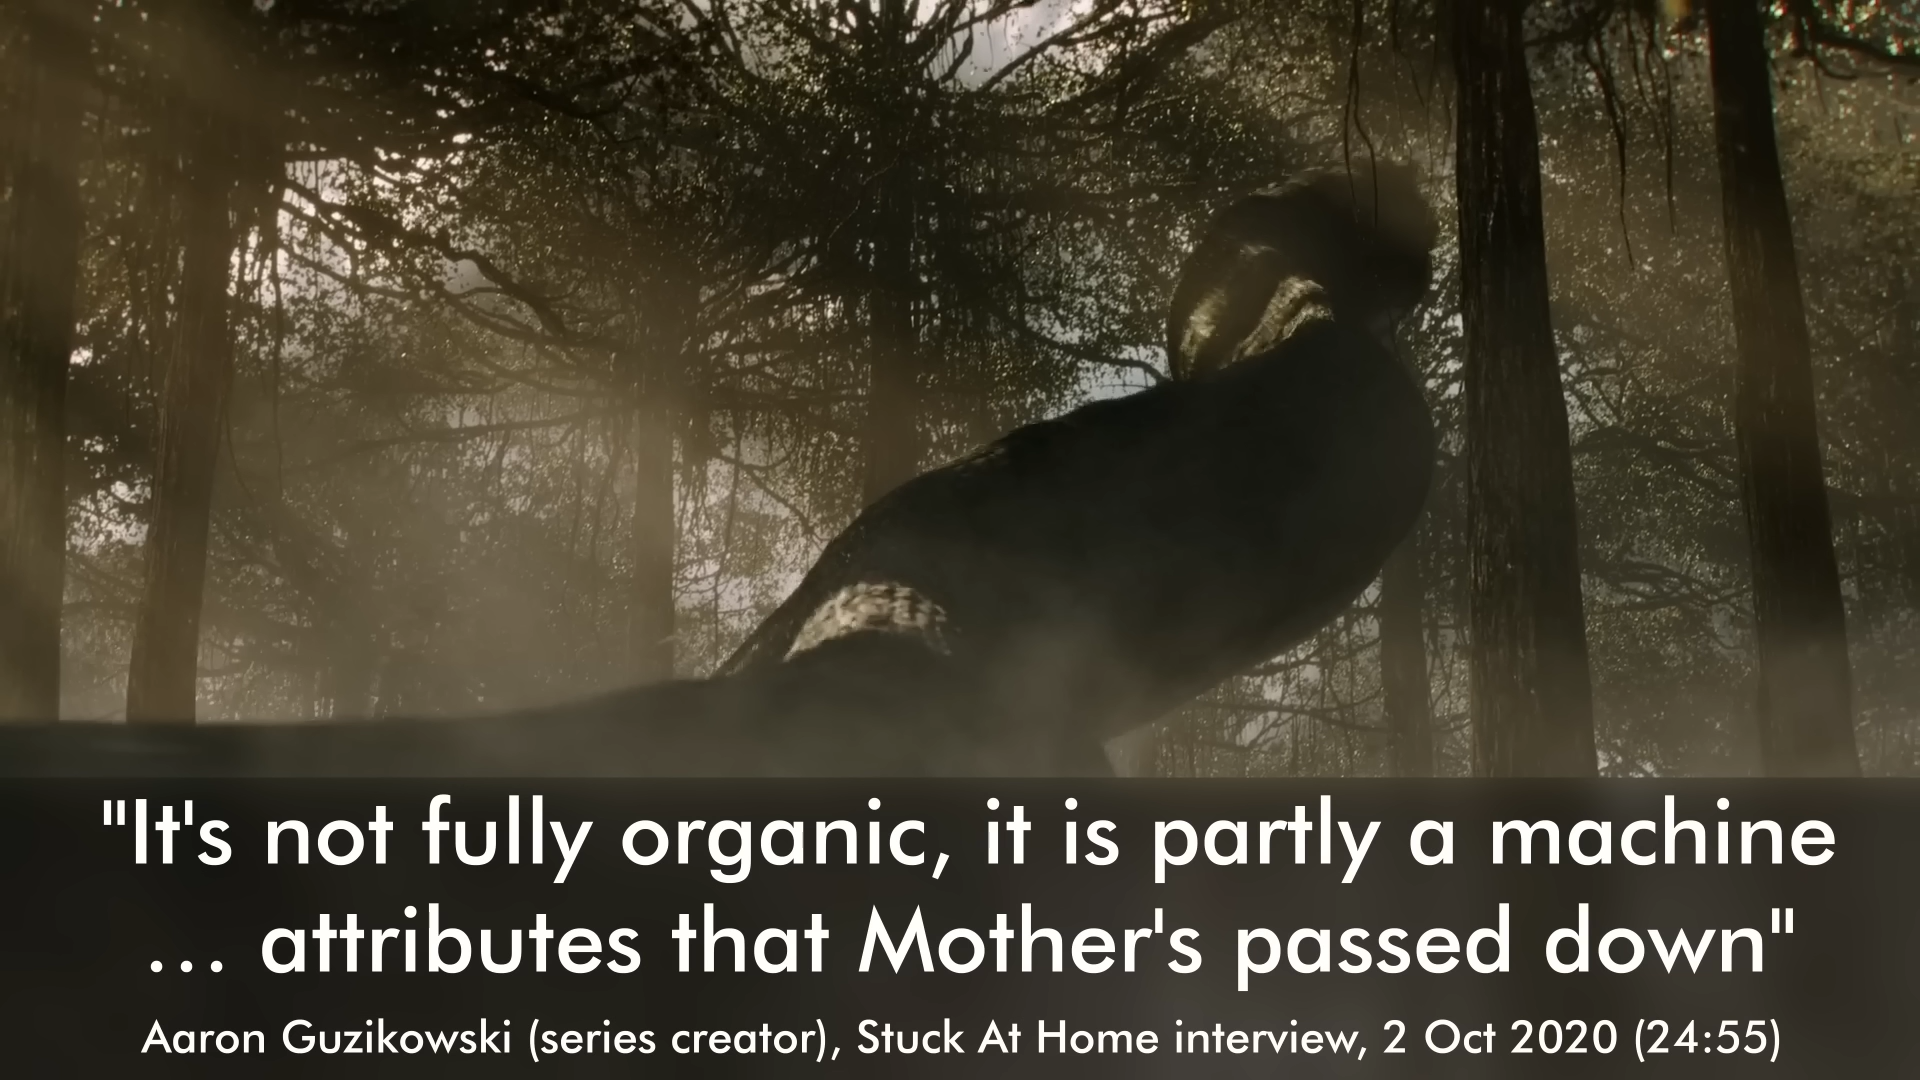 "It's not fully organic, it is partly a machine
… attributes that Mother's passed down"
Aaron Guzikowski (series creator), Stuck At Home interview, 2 Oct 2020 (24:55)